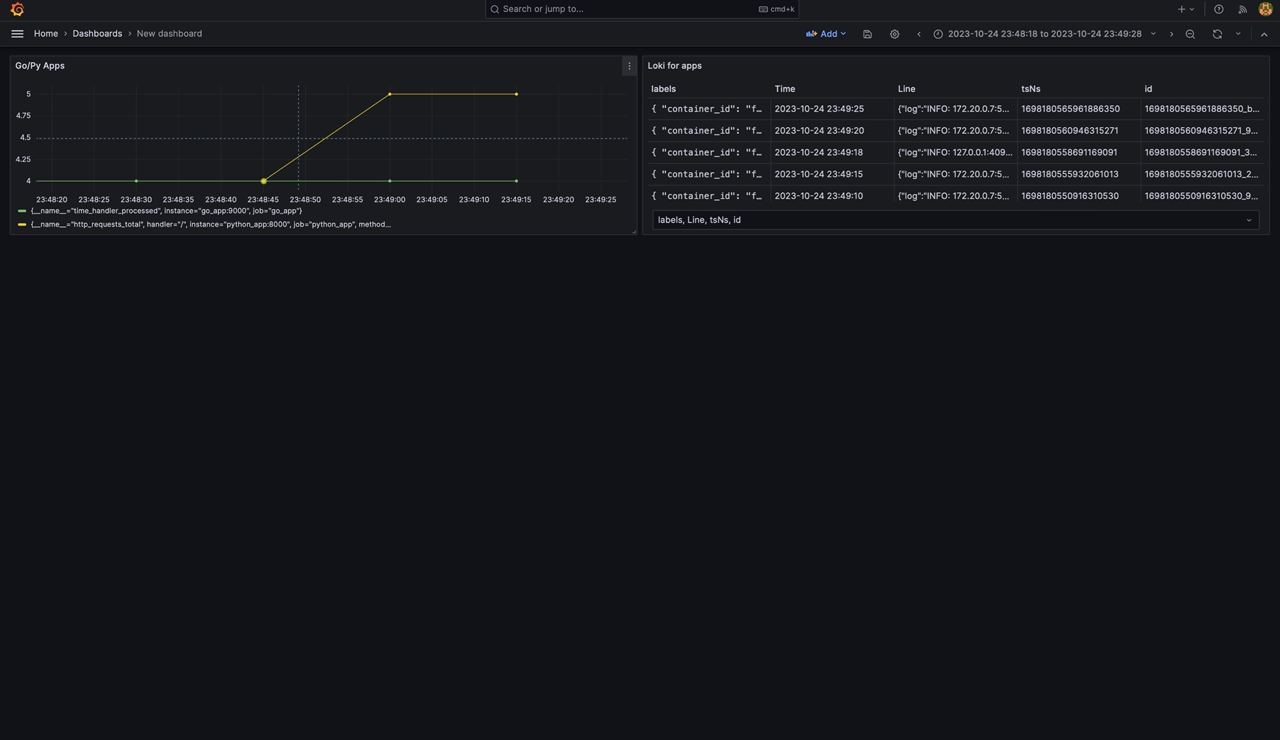 Search or jump to... cmd+k
Home › Dashboards › New dashboard
Add
2023-10-24 23:48:18 to 2023-10-24 23:49:28
Go/Py Apps
5
4.75
4.5
4.25
4
23:48:20 23:48:25 23:48:30 23:48:35 23:48:40 23:48:45 23:48:50 23:48:55 23:49:00 23:49:05 23:49:10 23:49:15 23:49:20 23:49:25
{__name__="time_handler_processed", instance="go_app:9000", job="go_app"}
{__name__="http_requests_total", handler="/", instance="python_app:8000", job="python_app", method...
Loki for apps
labels Time Line tsNs id
{ "container_id": "f… 2023-10-24 23:49:25 {"log":"INFO: 172.20.0.7:5... 1698180565961886350 1698180565961886350_b...
{ "container_id": "f… 2023-10-24 23:49:20 {"log":"INFO: 172.20.0.7:5... 1698180560946315271 1698180560946315271_9...
{ "container_id": "f… 2023-10-24 23:49:18 {"log":"INFO: 127.0.0.1:409... 1698180558691169091 1698180558691169091_3...
{ "container_id": "f… 2023-10-24 23:49:15 {"log":"INFO: 172.20.0.7:5... 1698180555932061013 1698180555932061013_2...
{ "container_id": "f… 2023-10-24 23:49:10 {"log":"INFO: 172.20.0.7:5... 1698180550916310530 1698180550916310530_9...
labels, Line, tsNs, id